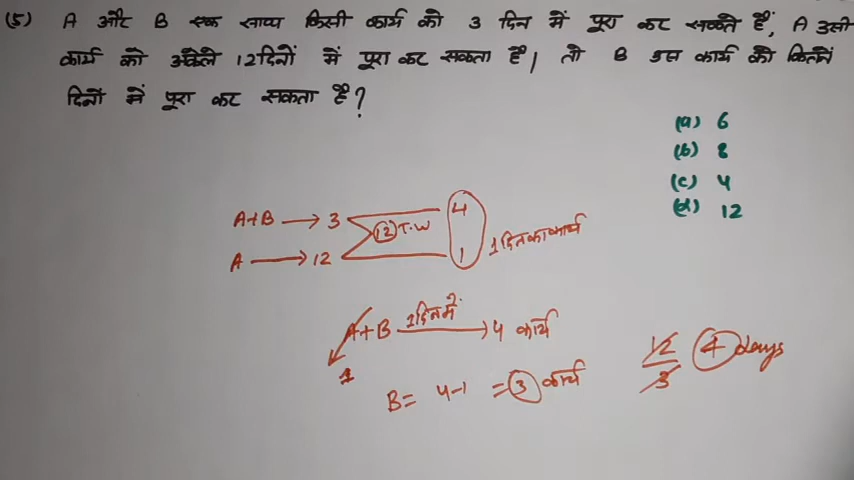 (5) A और B एक साथ किसी कार्य को 3 दिन में पूरा कर सकते हैं, A उसी
कार्य को अकेले 12 दिनों में पूरा कर सकता है। तो B उस कार्य को कितने
दिनों में पूरा कर सकता है?
(a) 6
(b) 8
(c) 4
(d) 12
A+B → 3 4
12 T.W
A → 12 1
1 दिन का कार्य
A+B 1 दिन में → 4 कार्य
1
B = 4-1 = 3 कार्य
12/3 4 days